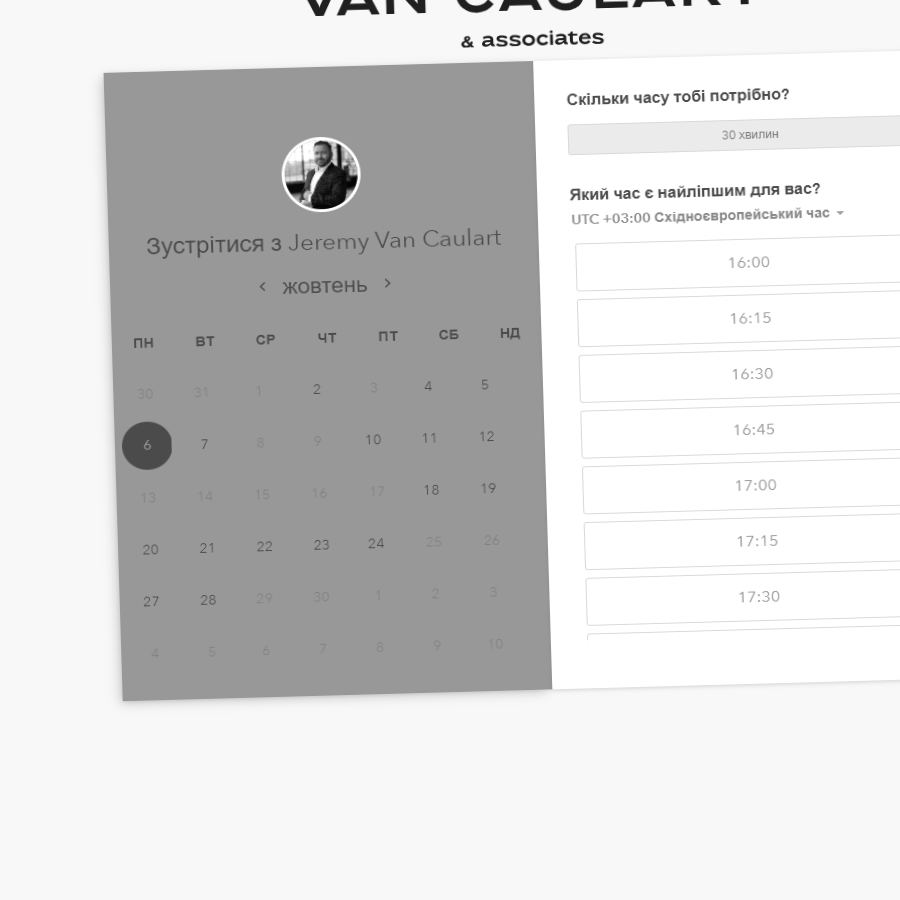 VAN CAULART
& associates
Зустрітися з Jeremy Van Caulart
‹ жовтень ›
ПН ВТ СР ЧТ ПТ СБ НД
30 31 1 2 3 4 5
6 7 8 9 10 11 12
13 14 15 16 17 18 19
20 21 22 23 24 25 26
27 28 29 30 1 2 3
4 5 6 7 8 9 10
Скільки часу тобі потрібно?
30 хвилин
Який час є найліпшим для вас?
UTC +03:00 Східноєвропейський час
16:00
16:15
16:30
16:45
17:00
17:15
17:30